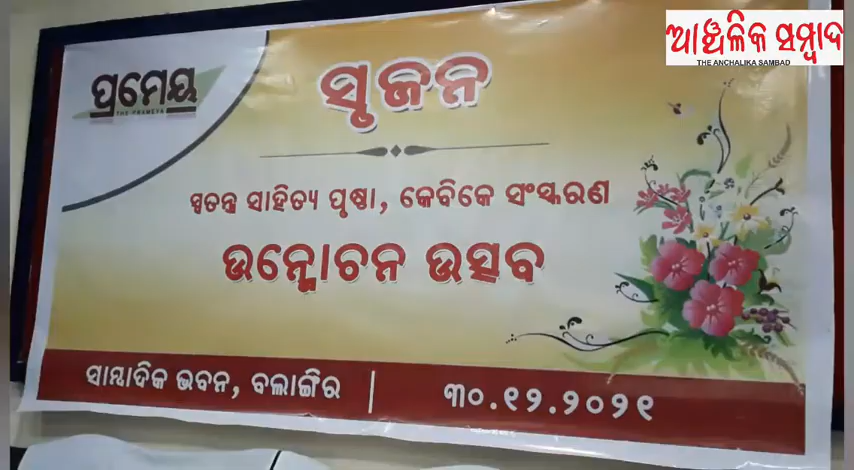 ଆଞ୍ଚଳିକ ସମ୍ବାଦ
THE ANCHALIKA SAMBAD
ପ୍ରମେୟ
THE PRAMEYA
ସୃଜନ
ସ୍ୱତନ୍ତ୍ର ସାହିତ୍ୟ ପୃଷ୍ଠା, କେବିକେ ସଂସ୍କରଣ
ଉନ୍ମୋଚନ ଉତ୍ସବ
ସାମ୍ବାଦିକ ଭବନ, ବଲାଙ୍ଗିର | ୩୦.୧୨.୨୦୨୧